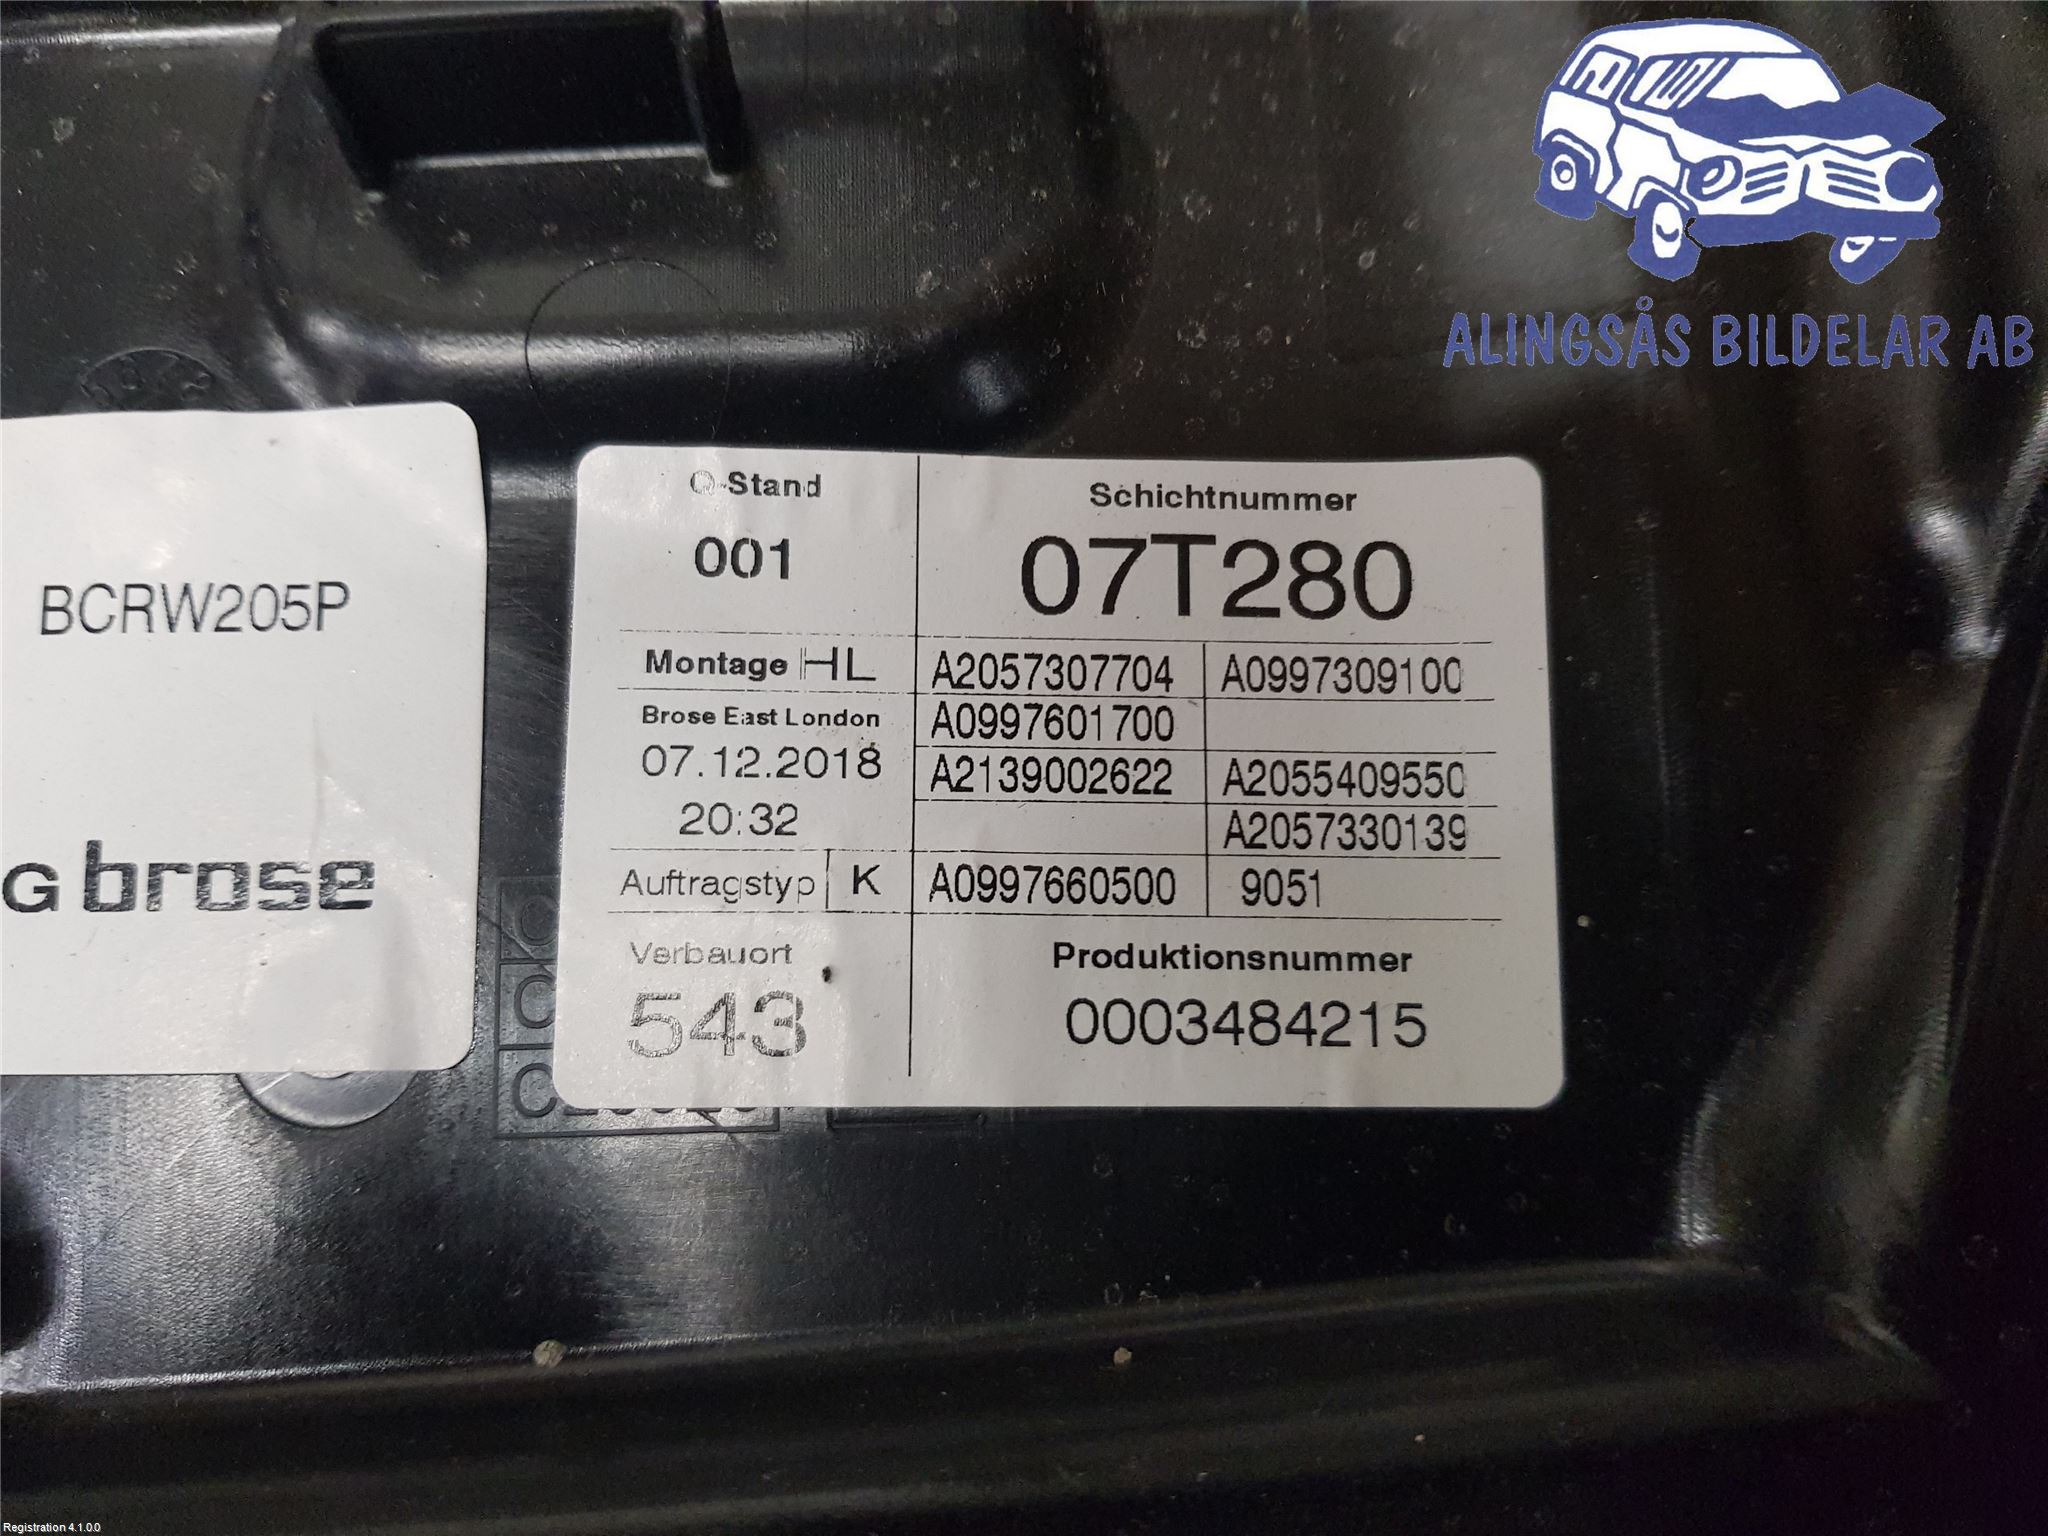 ALINGSÅS BILDELAR AB
BCRW205P
G brose
Q-Stand
001
Schichtnummer
07T280
Montage HL
A2057307704 A0997309100
Brose East London
A0997601700
07.12.2018
A2139002622 A2055409550
20:32
A2057330139
Auftragstyp K
A0997660500 9051
Verbauort
543
Produktionsnummer
0003484215
Registration 4.1.0.0